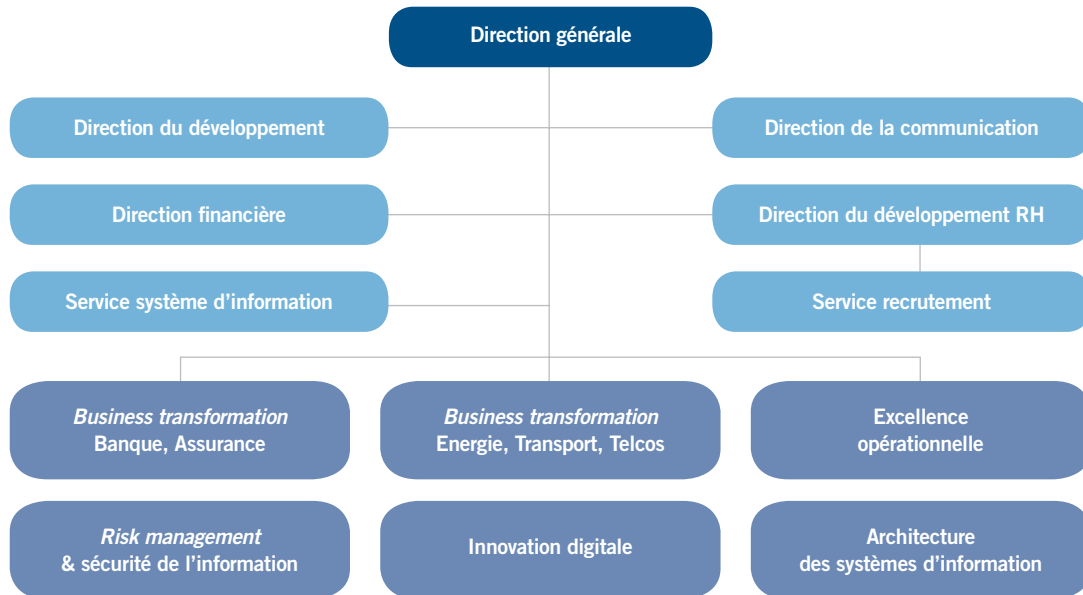 Direction générale
Direction du développement
Direction de la communication
Direction financière
Direction du développement RH
Service système d’information
Service recrutement
Business transformation
Banque, Assurance
Business transformation
Energie, Transport, Telcos
Excellence
opérationnelle
Risk management
& sécurité de l’information
Innovation digitale
Architecture
des systèmes d’information